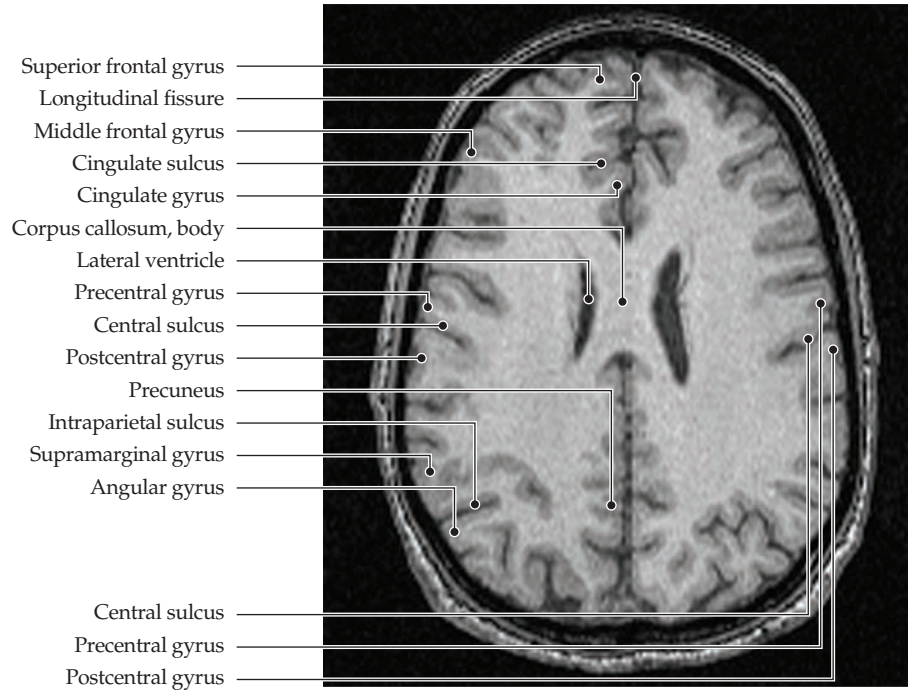 Superior frontal gyrus
Longitudinal fissure
Middle frontal gyrus
Cingulate sulcus
Cingulate gyrus
Corpus callosum, body
Lateral ventricle
Precentral gyrus
Central sulcus
Postcentral gyrus
Precuneus
Intraparietal sulcus
Supramarginal gyrus
Angular gyrus
Central sulcus
Precentral gyrus
Postcentral gyrus